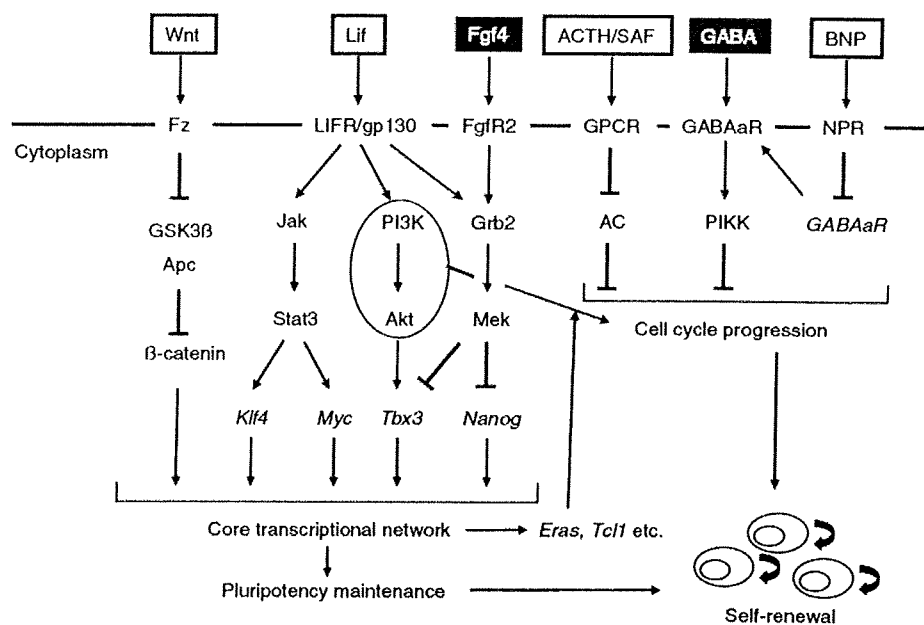 Wnt Lif Fgf4 ACTH/SAF GABA BNP
Fz LIFR/gp130 FgfR2 GPCR GABAaR NPR
Cytoplasm
GSK3ß Jak PI3K Grb2 AC PIKK GABAaR
Apc
Stat3 Akt Mek Cell cycle progression
ß-catenin
Klf4 Myc Tbx3 Nanog
Core transcriptional network Eras, Tcl1 etc.
Pluripotency maintenance
Self-renewal